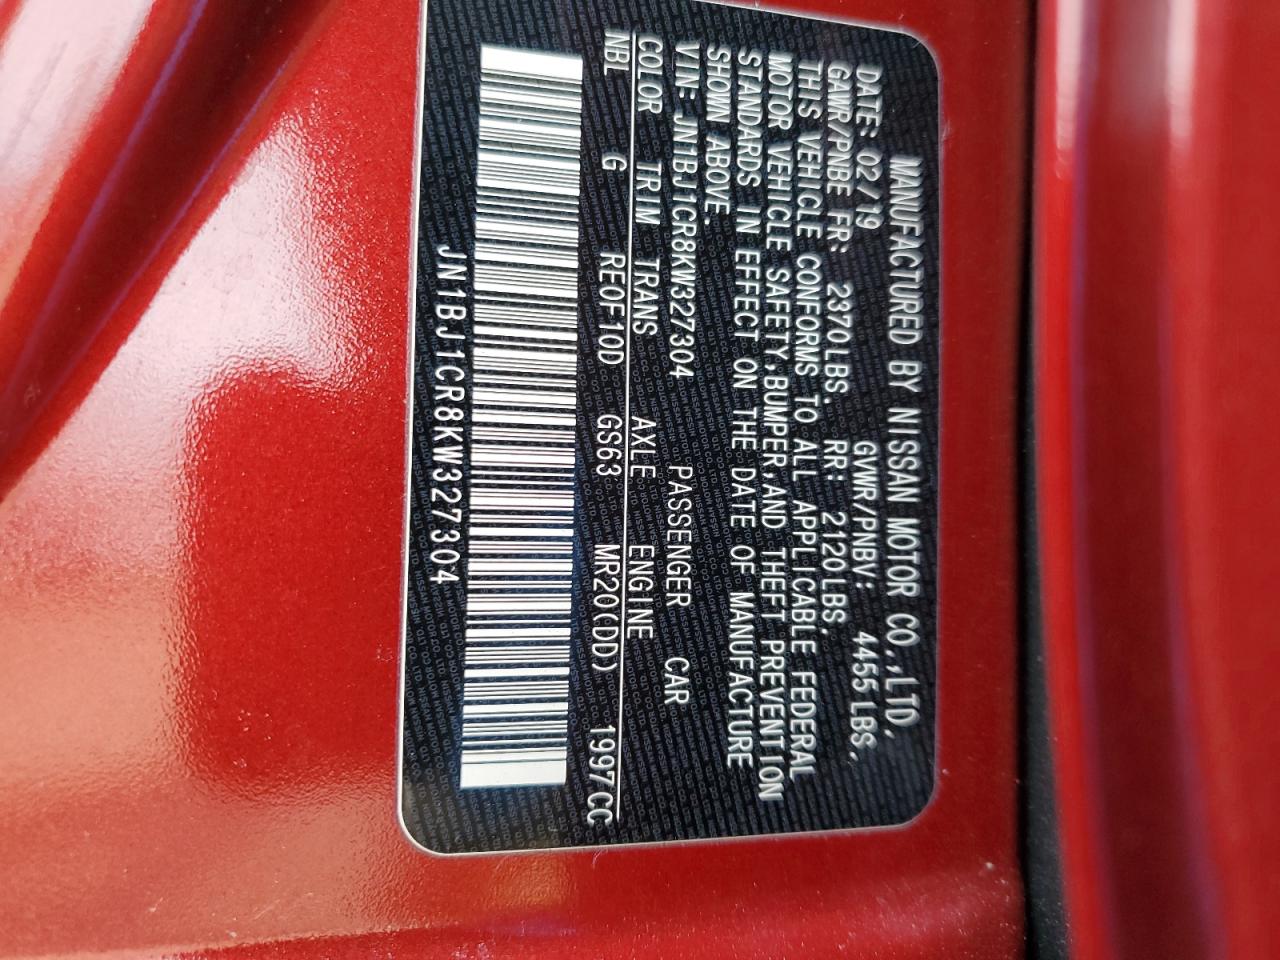 MANUFACTURED BY NISSAN MOTOR CO.,LTD.
DATE: 02/19 GVWR/PNBV: 4455LBS.
GAWR/PNBE FR: 2370LBS. RR: 2120LBS.
THIS VEHICLE CONFORMS TO ALL APPLICABLE FEDERAL
MOTOR VEHICLE SAFETY,BUMPER,AND THEFT PREVENTION
STANDARDS IN EFFECT ON THE DATE OF MANUFACTURE
SHOWN ABOVE.
VIN: JN1BJ1CR8KW327304 PASSENGER CAR
COLOR TRIM TRANS AXLE ENGINE
NBL G RE0F10D GS63 MR20(DD) 1997CC
JN1BJ1CR8KW327304